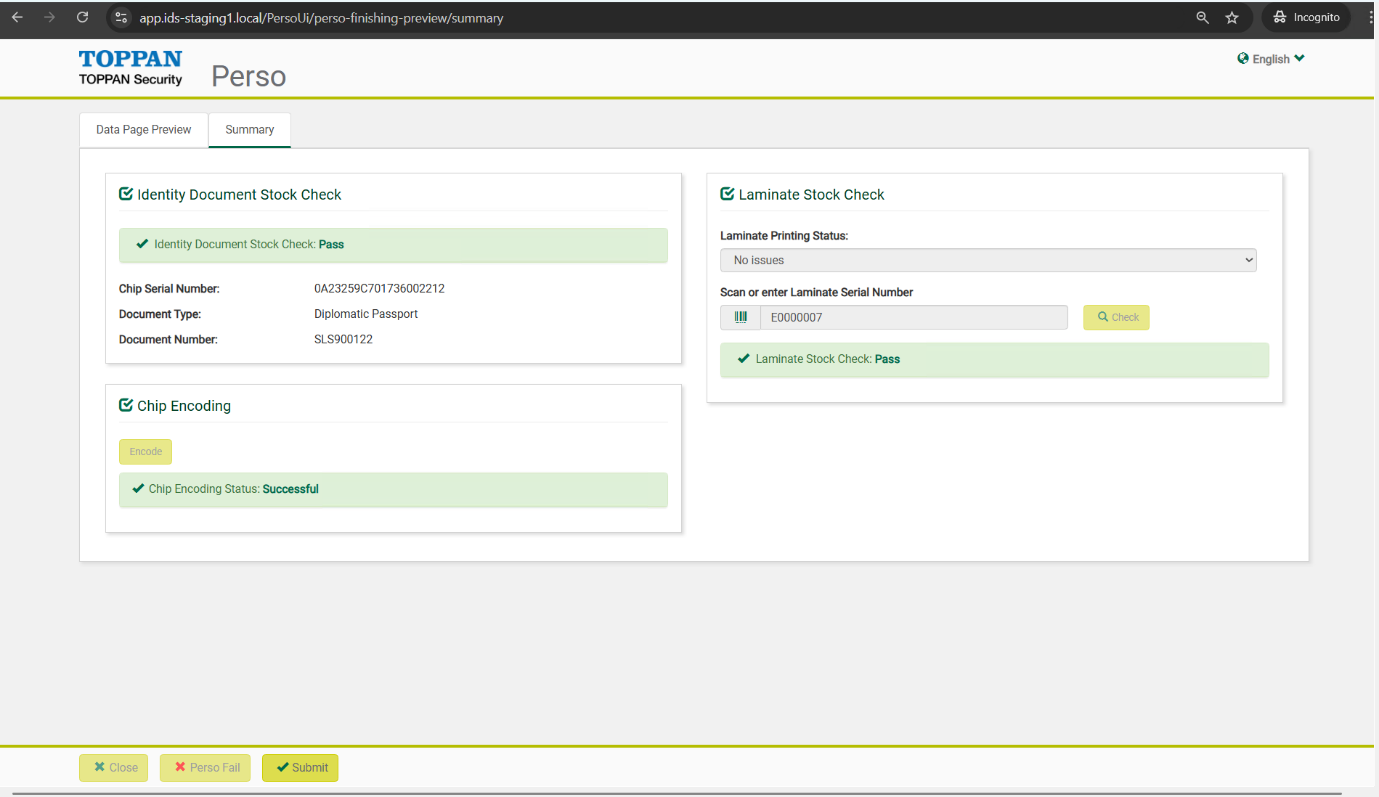 app.ids-staging1.local/PersoUi/perso-finishing-preview/summary
Incognito
TOPPAN
TOPPAN Security
Perso
English
Data Page Preview
Summary
Identity Document Stock Check
Identity Document Stock Check: Pass
Chip Serial Number: 0A23259C701736002212
Document Type: Diplomatic Passport
Document Number: SLS900122
Chip Encoding
Encode
Chip Encoding Status: Successful
Laminate Stock Check
Laminate Printing Status:
No issues
Scan or enter Laminate Serial Number
E0000007
Check
Laminate Stock Check: Pass
Close
Perso Fail
Submit